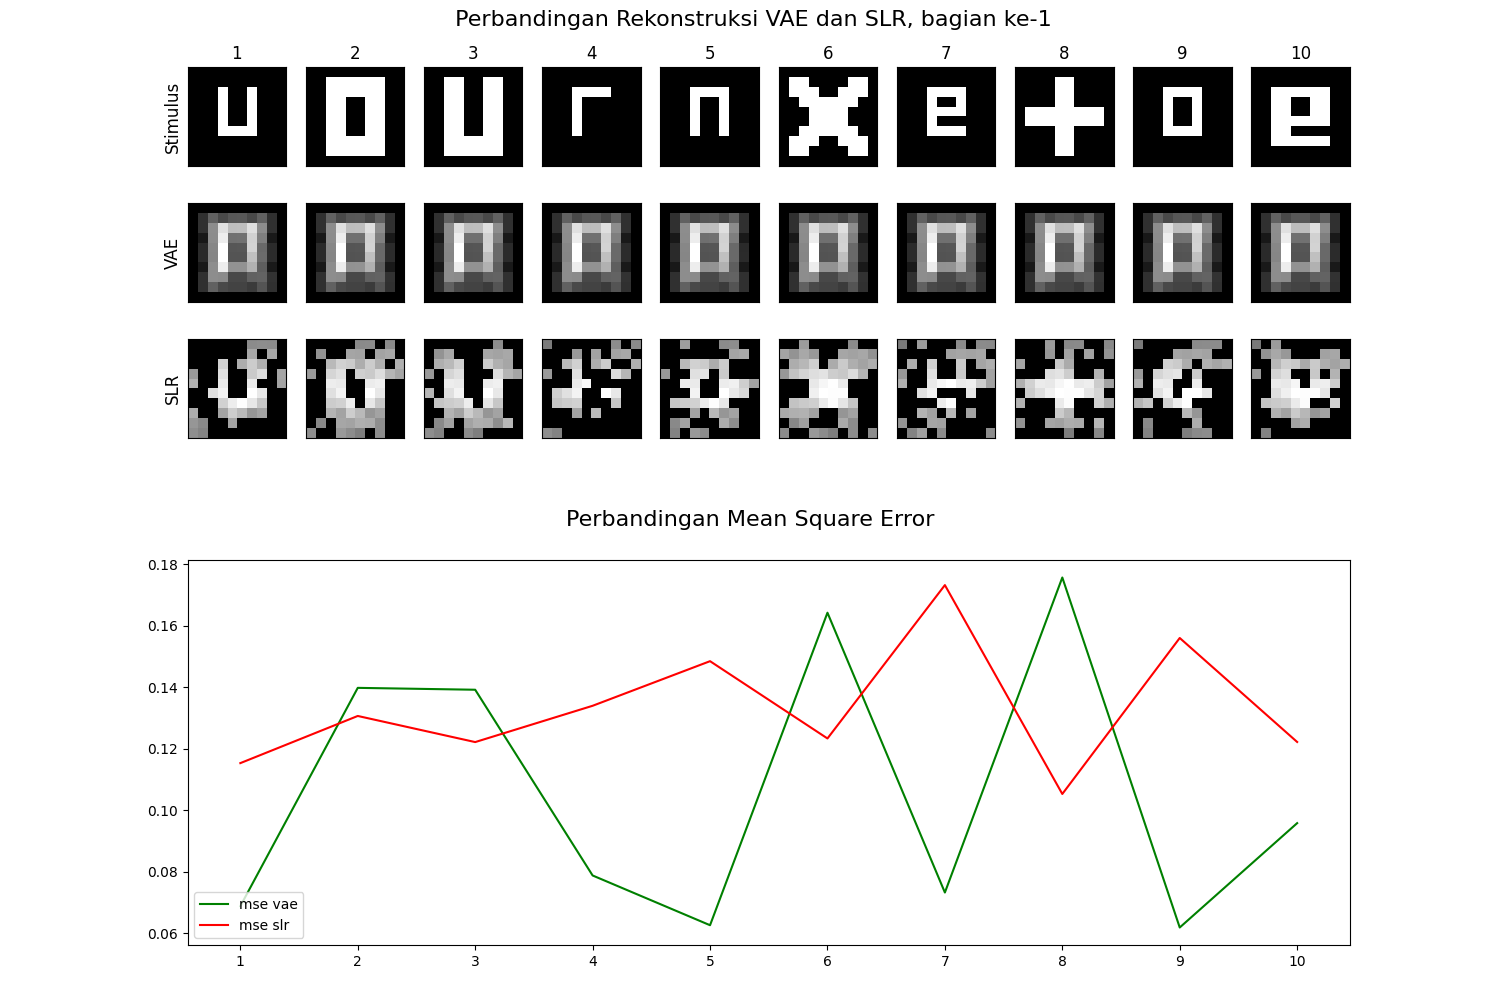 Perbandingan Rekonstruksi VAE dan SLR, bagian ke-1
1 2 3 4 5 6 7 8 9 10
Stimulus
u o u r n x e + o e
VAE
SLR
Perbandingan Mean Square Error
0.18
0.16
0.14
0.12
0.10
0.08
0.06
mse vae
mse slr
1 2 3 4 5 6 7 8 9 10